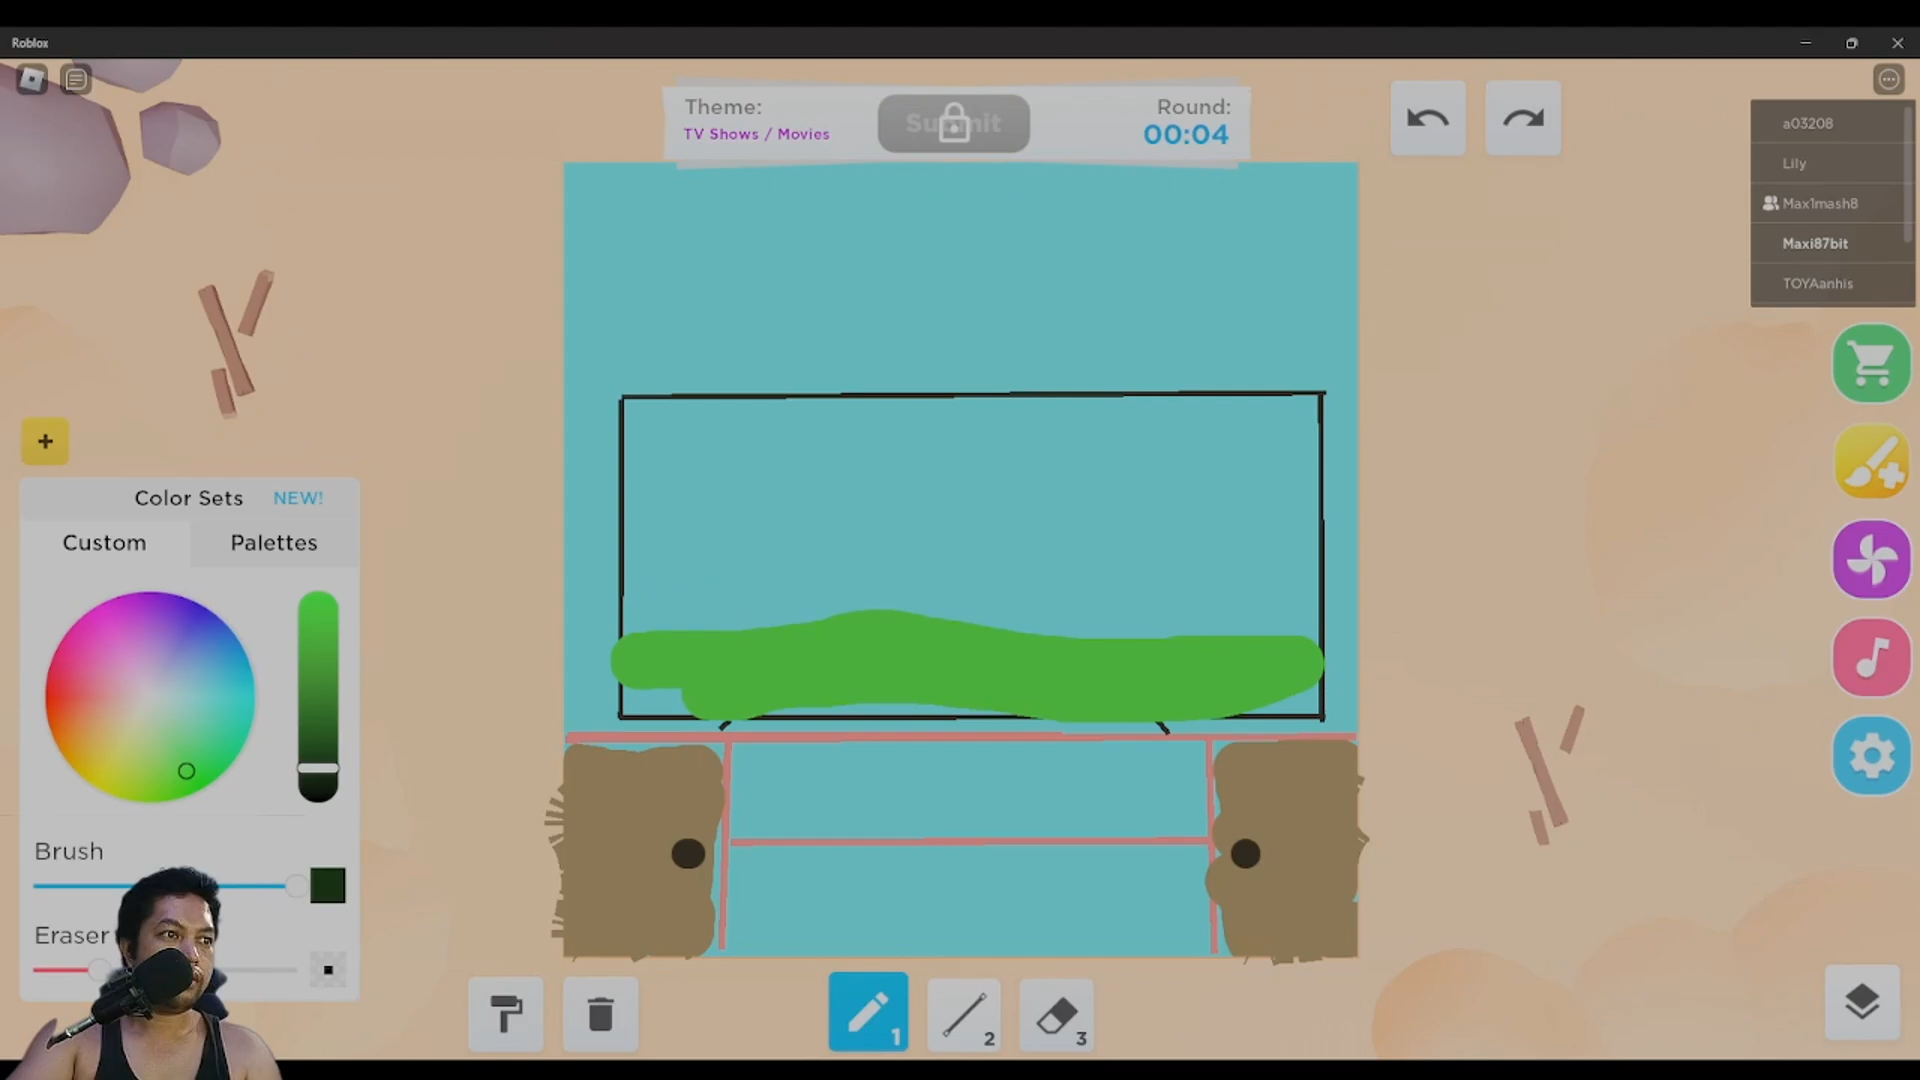 Roblox
Theme:
TV Shows / Movies
Submit
Round:
00:04
a03208
Lily
Max1mash8
Maxi87bit
TOYAanhis
Color Sets NEW!
Custom
Palettes
Brush
Eraser
1
2
3